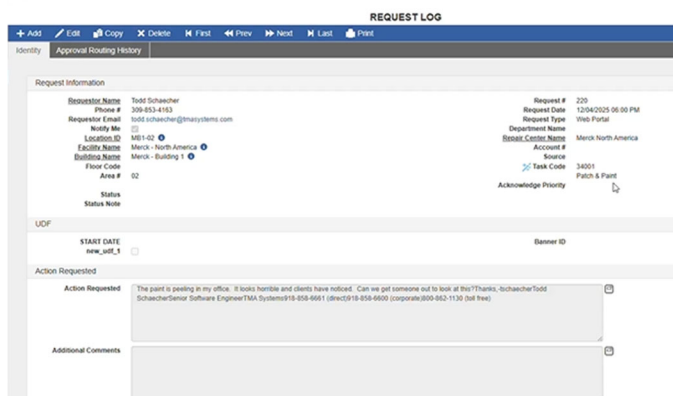 REQUEST LOG
Add Edit Copy Delete First Prev Next Last Print
Identity Approval Routing History
Request Information
Requestor Name Todd Schaecher
Phone # 309-853-4163
Requestor Email todd.schaecher@tmasystems.com
Notify Me
Location ID MB1-02
Facility Name Merck - North America
Building Name Merck - Building 1
Floor Code
Area # 02
Status
Status Note
Request # 220
Request Date 12/04/2025 06:00 PM
Request Type Web Portal
Department Name
Repair Center Name Merck North America
Account #
Source
Task Code 34001
Patch & Paint
Acknowledge Priority
UDF
START DATE
new_udf_1
Banner ID
Action Requested
Action Requested The paint is peeling in my office. It looks horrible and clients have noticed. Can we get someone out to look at this?Thanks,-tschaecherTodd
SchaecherSenior Software EngineerTMA Systems918-858-6661 (direct)918-858-6600 (corporate)800-862-1130 (toll free)
Additional Comments